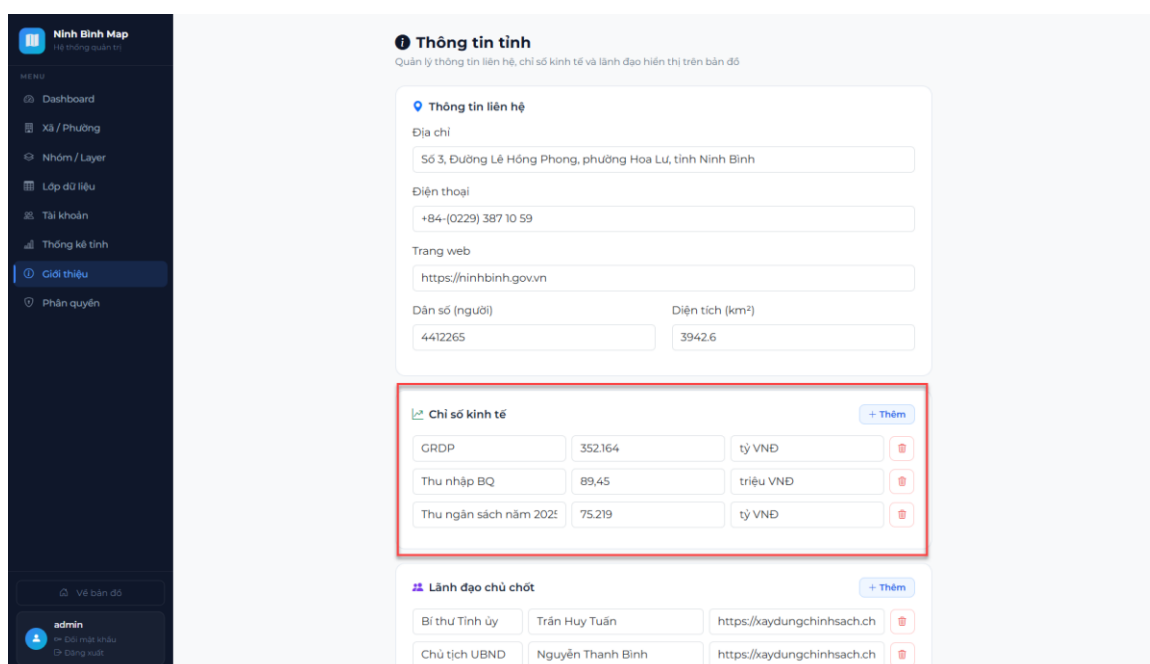 Ninh Bình Map
Hệ thống quản trị
MENU
Dashboard
Xã / Phường
Nhóm / Layer
Lớp dữ liệu
Tài khoản
Thống kê tỉnh
Giới thiệu
Phân quyền
Về bản đồ
admin
Đổi mật khẩu
Đăng xuất
Thông tin tỉnh
Quản lý thông tin liên hệ, chỉ số kinh tế và lãnh đạo hiển thị trên bản đồ
Thông tin liên hệ
Địa chỉ
Số 3, Đường Lê Hồng Phong, phường Hoa Lư, tỉnh Ninh Bình
Điện thoại
+84-(0229) 387 10 59
Trang web
https://ninhbinh.gov.vn
Dân số (người) Diện tích (km²)
4412265 3942.6
Chỉ số kinh tế + Thêm
GRDP 352.164 tỷ VNĐ
Thu nhập BQ 89,45 triệu VNĐ
Thu ngân sách năm 2025 75.219 tỷ VNĐ
Lãnh đạo chủ chốt + Thêm
Bí thư Tỉnh ủy Trần Huy Tuấn https://xaydungchinhsach.ch
Chủ tịch UBND Nguyễn Thanh Bình https://xaydungchinhsach.ch